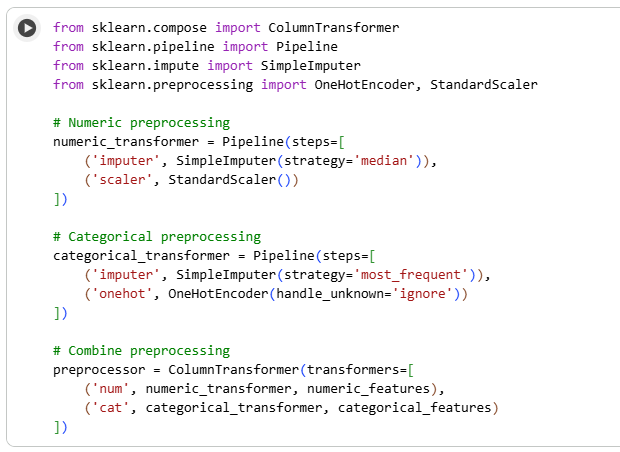 from sklearn.compose import ColumnTransformer
from sklearn.pipeline import Pipeline
from sklearn.impute import SimpleImputer
from sklearn.preprocessing import OneHotEncoder, StandardScaler

# Numeric preprocessing
numeric_transformer = Pipeline(steps=[
    ('imputer', SimpleImputer(strategy='median')),
    ('scaler', StandardScaler())
])

# Categorical preprocessing
categorical_transformer = Pipeline(steps=[
    ('imputer', SimpleImputer(strategy='most_frequent')),
    ('onehot', OneHotEncoder(handle_unknown='ignore'))
])

# Combine preprocessing
preprocessor = ColumnTransformer(transformers=[
    ('num', numeric_transformer, numeric_features),
    ('cat', categorical_transformer, categorical_features)
])